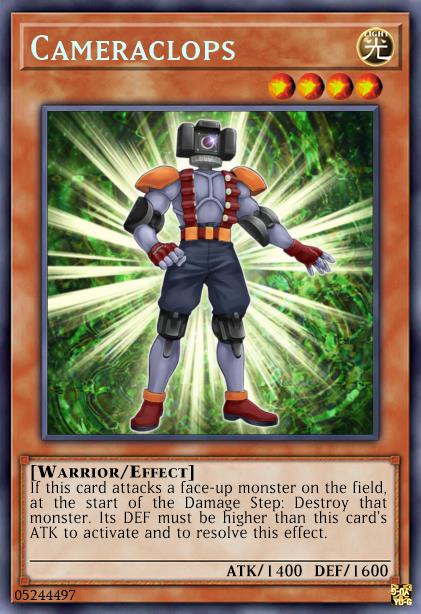 CAMERACLOPS
LIGHT
光
[WARRIOR/EFFECT]
If this card attacks a face-up monster on the field,
at the start of the Damage Step: Destroy that
monster. Its DEF must be higher than this card's
ATK to activate and to resolve this effect.
ATK/1400 DEF/1600
05244497